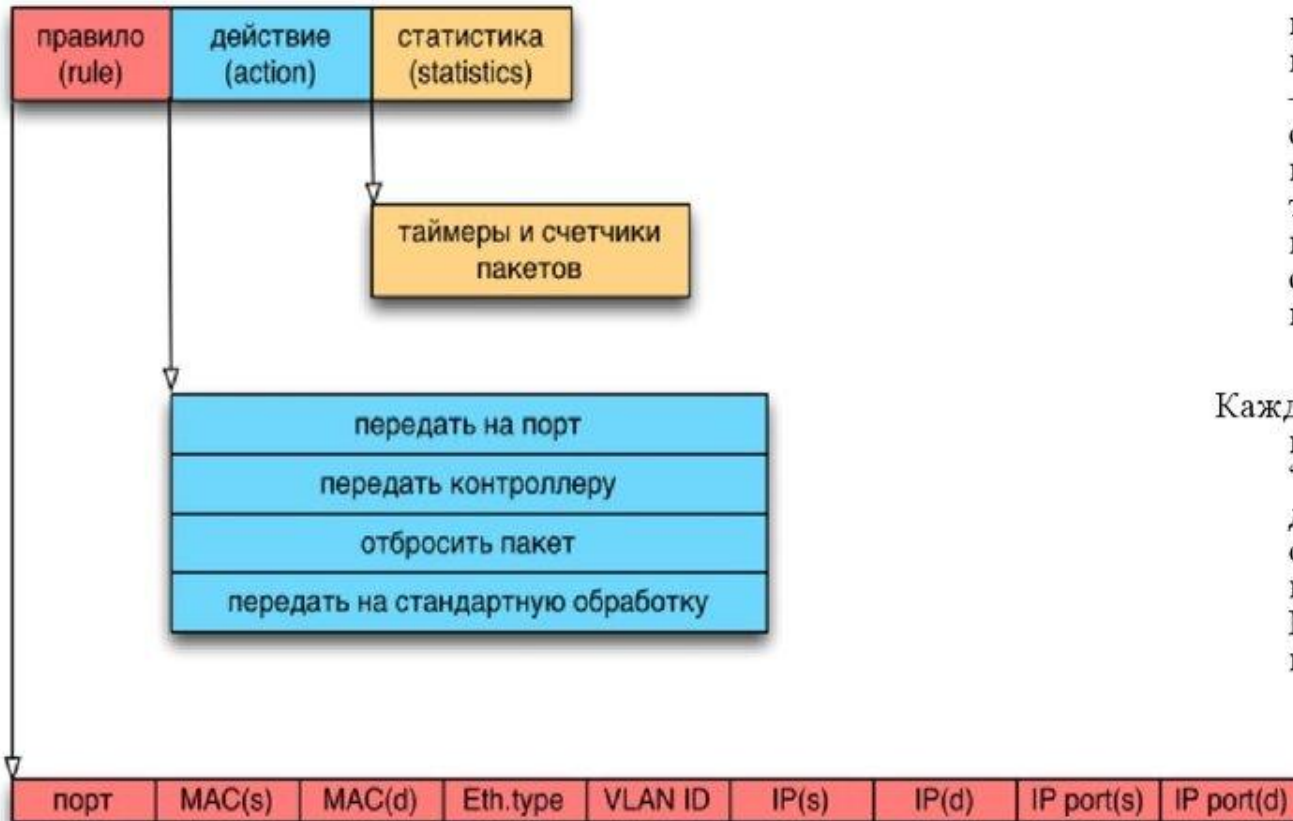 правило
(rule)
действие
(action)
статистика
(statistics)
таймеры и счетчики
пакетов
передать на порт
передать контроллеру
отбросить пакет
передать на стандартную обработку
порт MAC(s) MAC(d) Eth.type VLAN ID IP(s) IP(d) IP port(s) IP port(d)